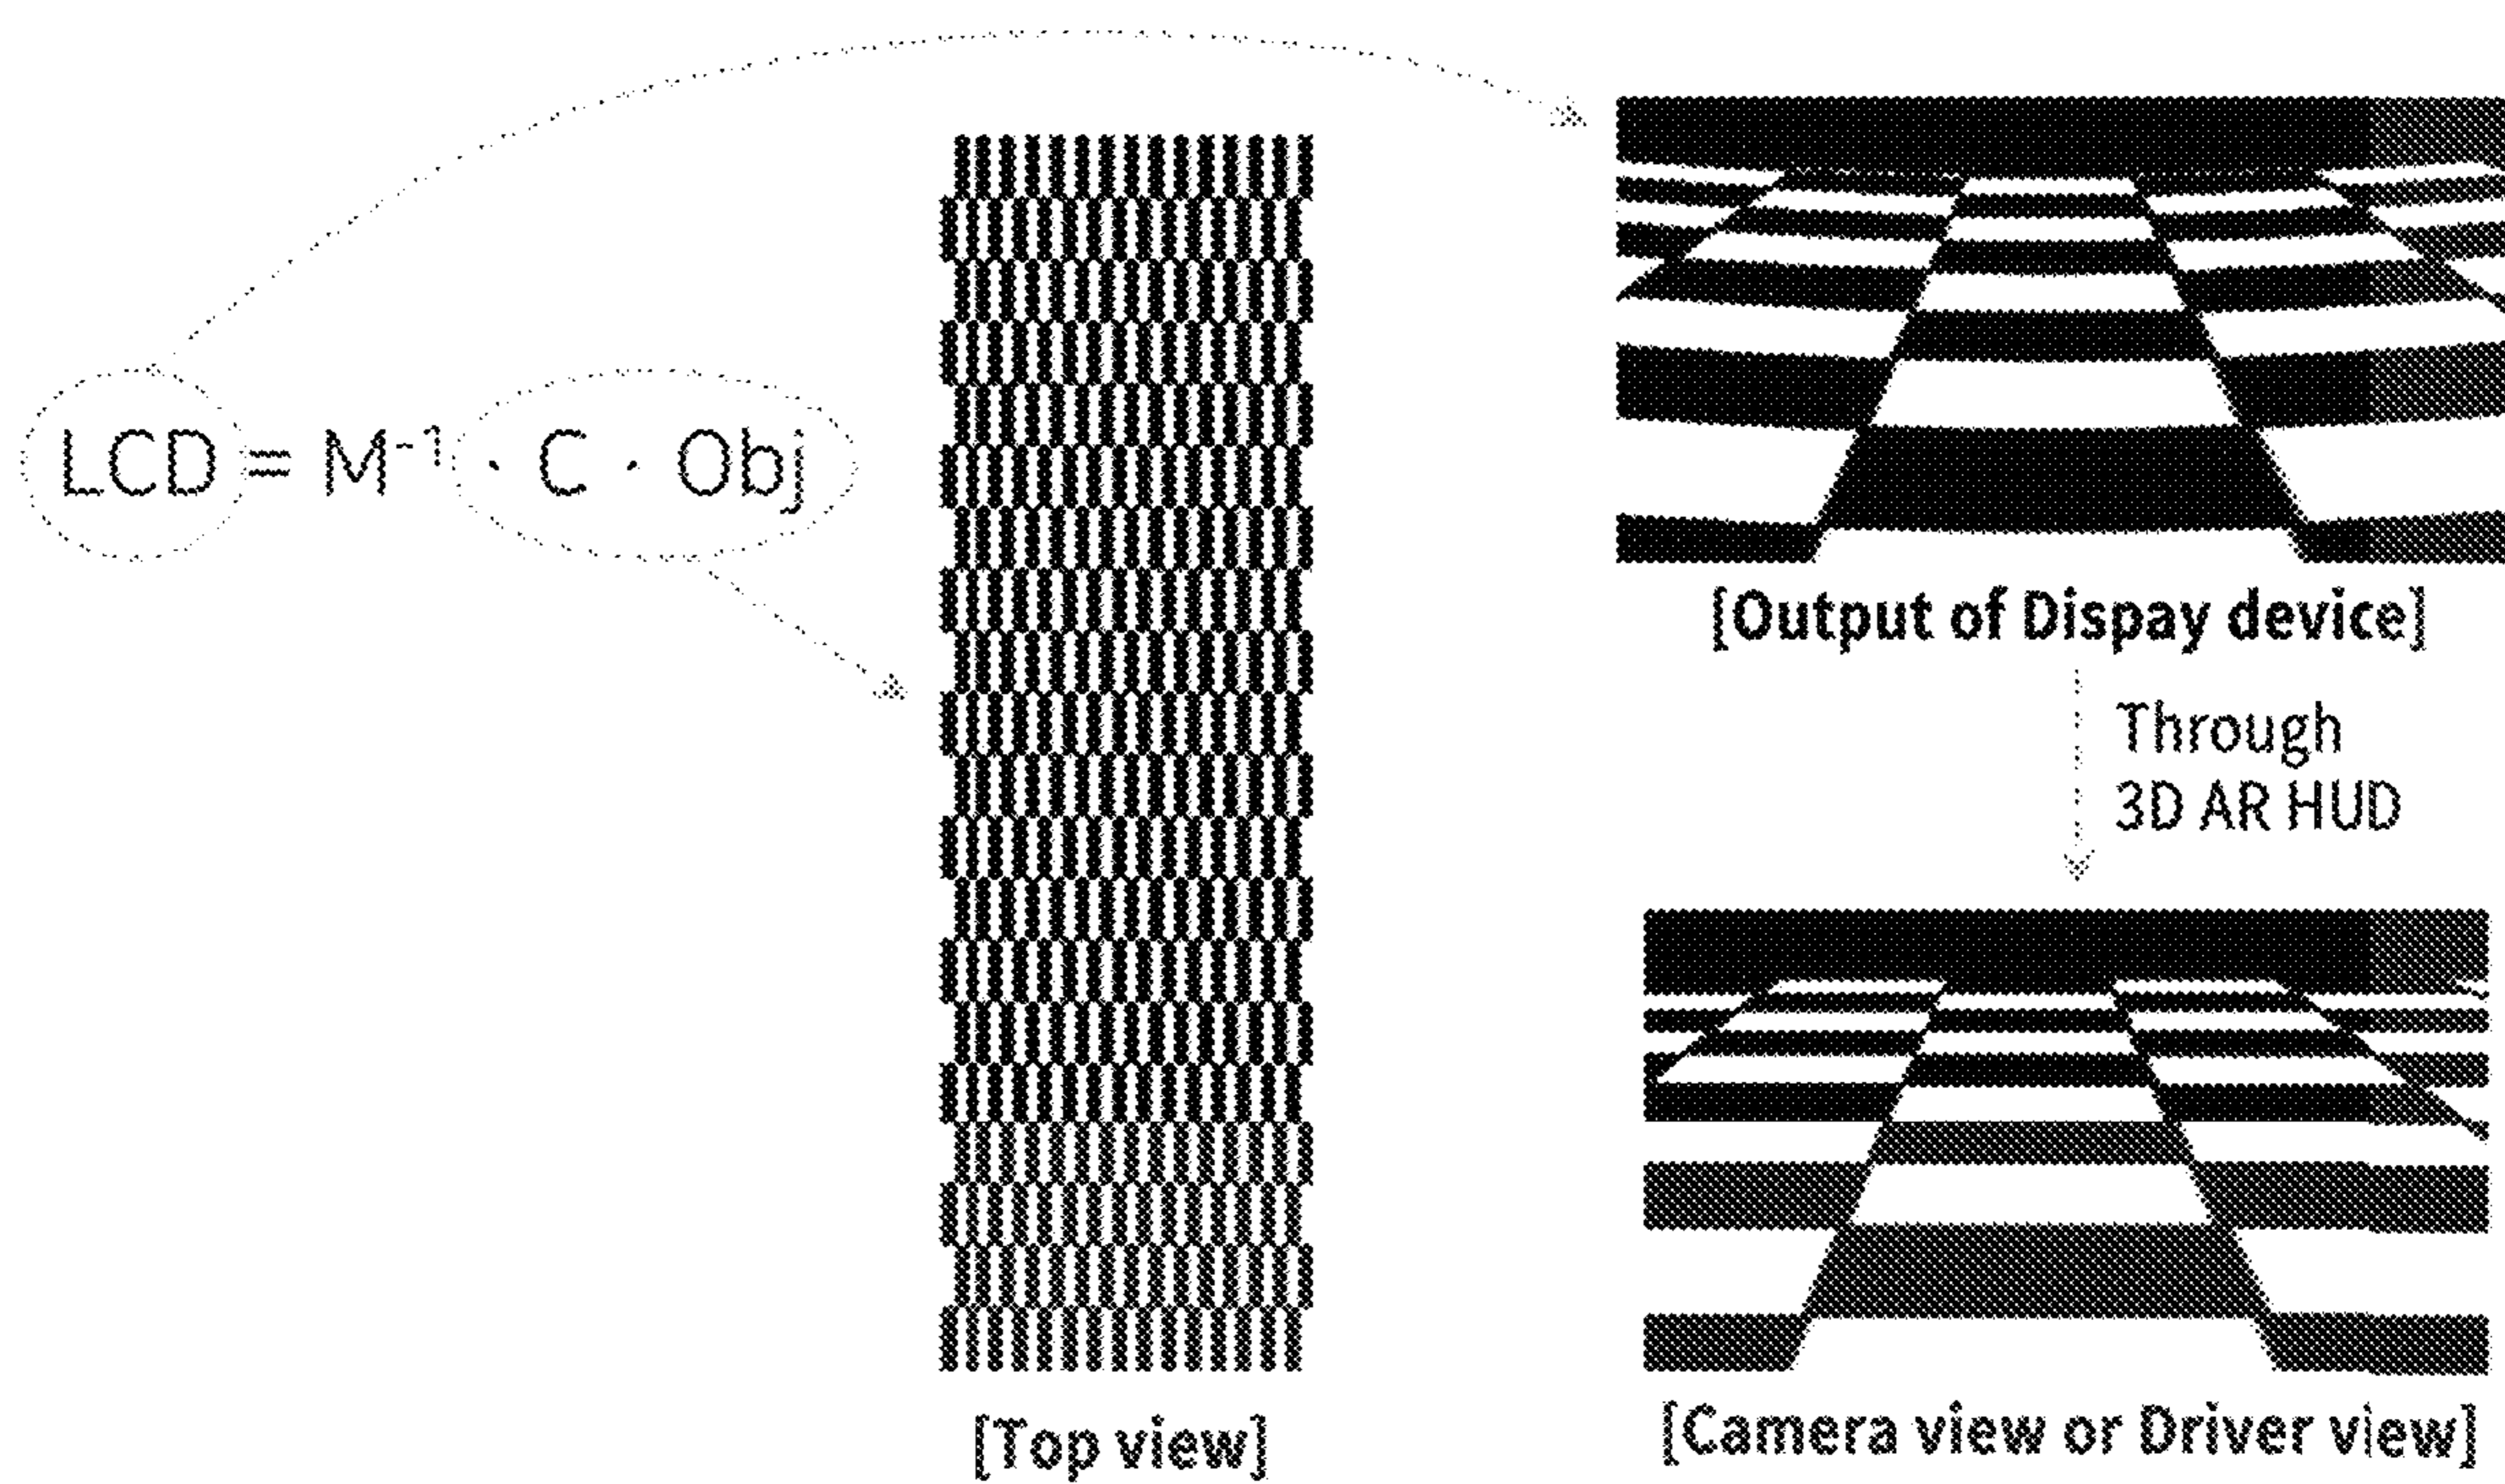 LCD = M⁻¹ · C · Obj
[Output of Dispay device]
Through
3D AR HUD
[Top view]
[Camera view or Driver view]